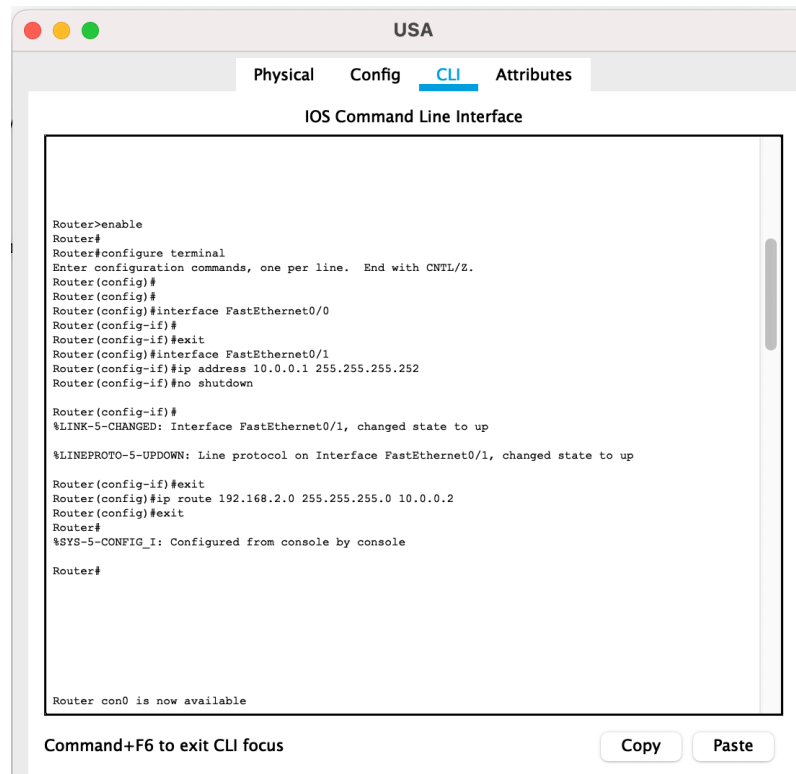 USA
Physical Config CLI Attributes
IOS Command Line Interface
Router>enable
Router#
Router#configure terminal
Enter configuration commands, one per line.  End with CNTL/Z.
Router(config)#
Router(config)#
Router(config)#interface FastEthernet0/0
Router(config-if)#
Router(config-if)#exit
Router(config)#interface FastEthernet0/1
Router(config-if)#ip address 10.0.0.1 255.255.255.252
Router(config-if)#no shutdown
Router(config-if)#
%LINK-5-CHANGED: Interface FastEthernet0/1, changed state to up
%LINEPROTO-5-UPDOWN: Line protocol on Interface FastEthernet0/1, changed state to up
Router(config-if)#exit
Router(config)#ip route 192.168.2.0 255.255.255.0 10.0.0.2
Router(config)#exit
Router#
%SYS-5-CONFIG_I: Configured from console by console
Router#
Router con0 is now available
Command+F6 to exit CLI focus
Copy Paste